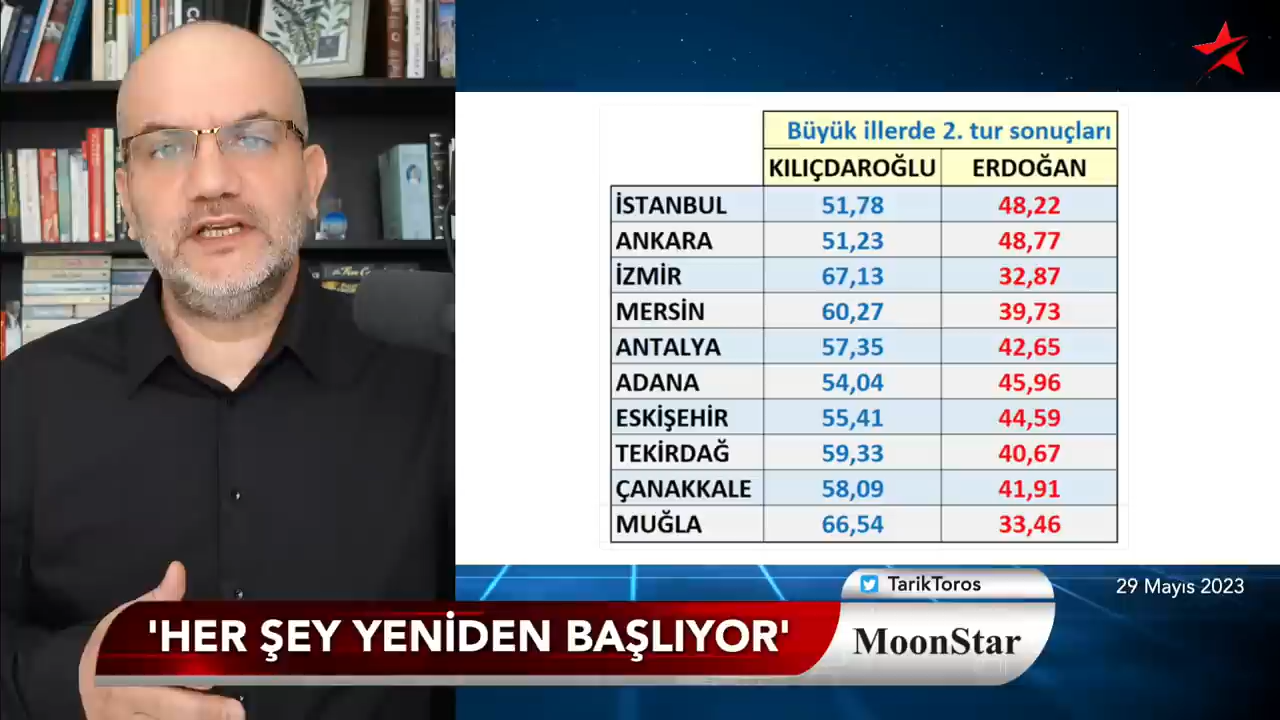 Büyük illerde 2. tur sonuçları
KILIÇDAROĞLU ERDOĞAN
İSTANBUL 51,78 48,22
ANKARA 51,23 48,77
İZMİR 67,13 32,87
MERSİN 60,27 39,73
ANTALYA 57,35 42,65
ADANA 54,04 45,96
ESKİŞEHİR 55,41 44,59
TEKİRDAĞ 59,33 40,67
ÇANAKKALE 58,09 41,91
MUĞLA 66,54 33,46
TarikToros
29 Mayıs 2023
'HER ŞEY YENİDEN BAŞLIYOR'
MoonStar